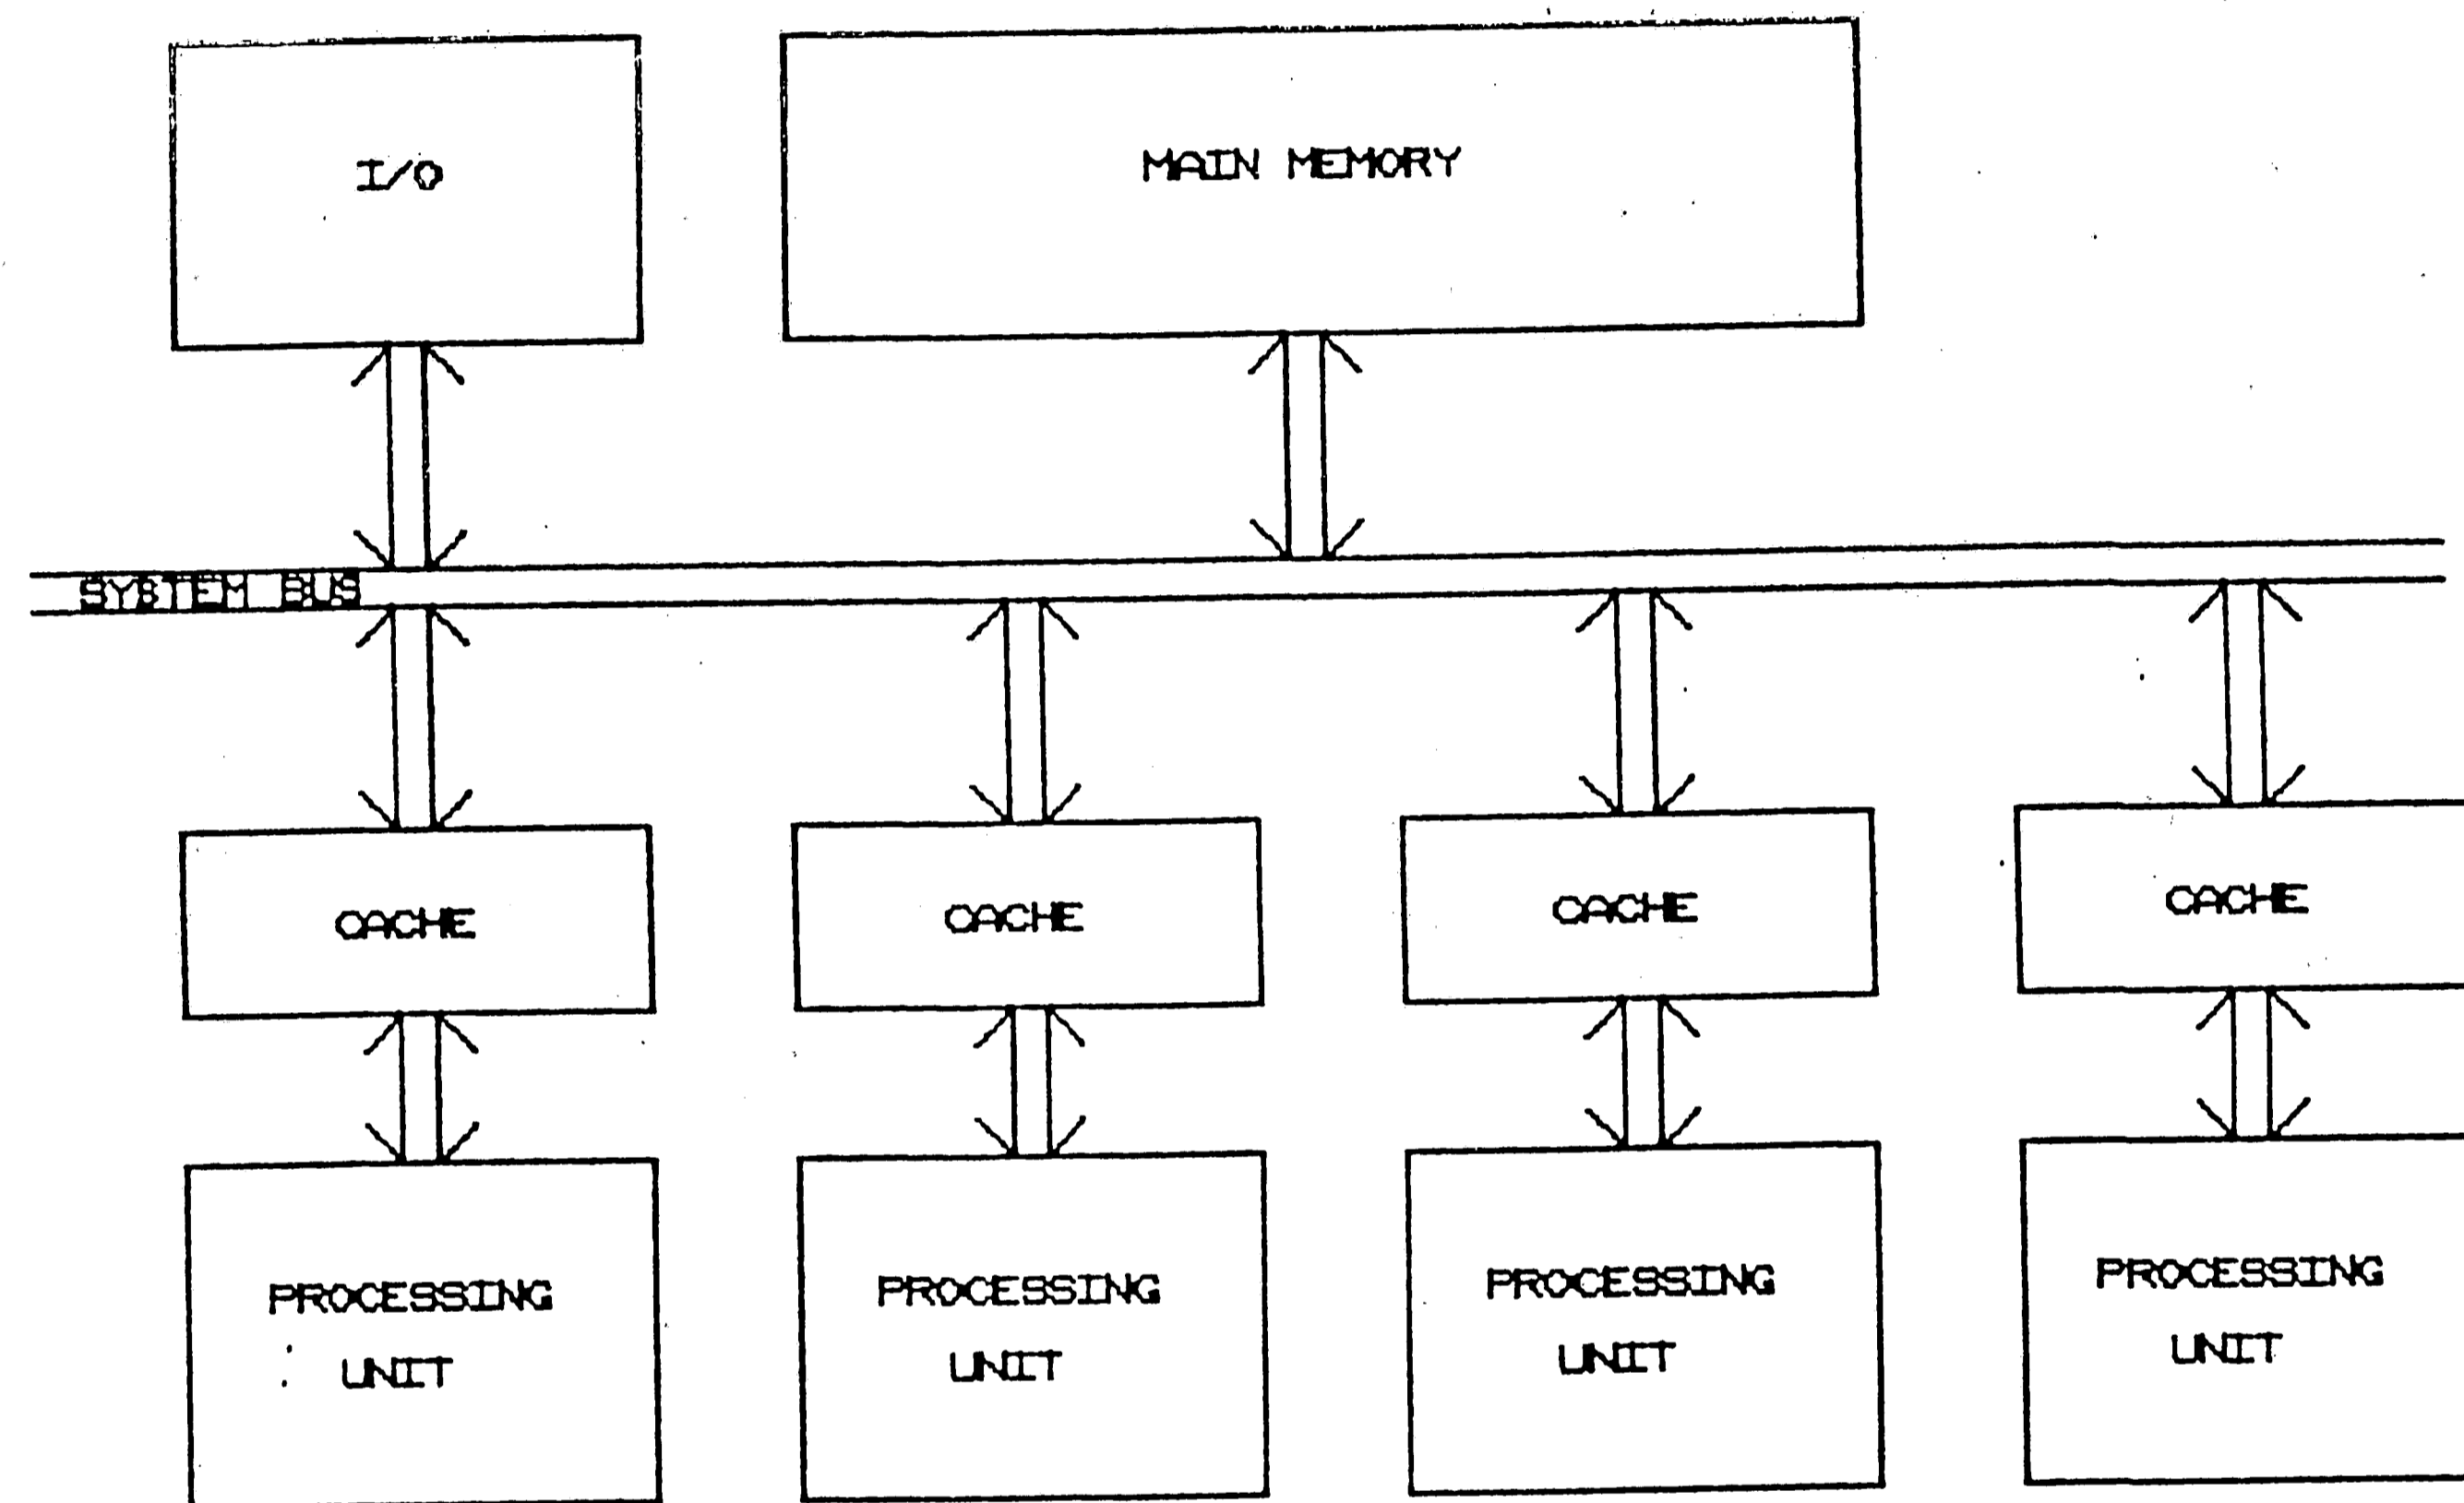 I/O
MAIN MEMORY
SYSTEM BUS
CACHE
CACHE
CACHE
CACHE
PROCESSING
UNIT
PROCESSING
UNIT
PROCESSING
UNIT
PROCESSING
UNIT